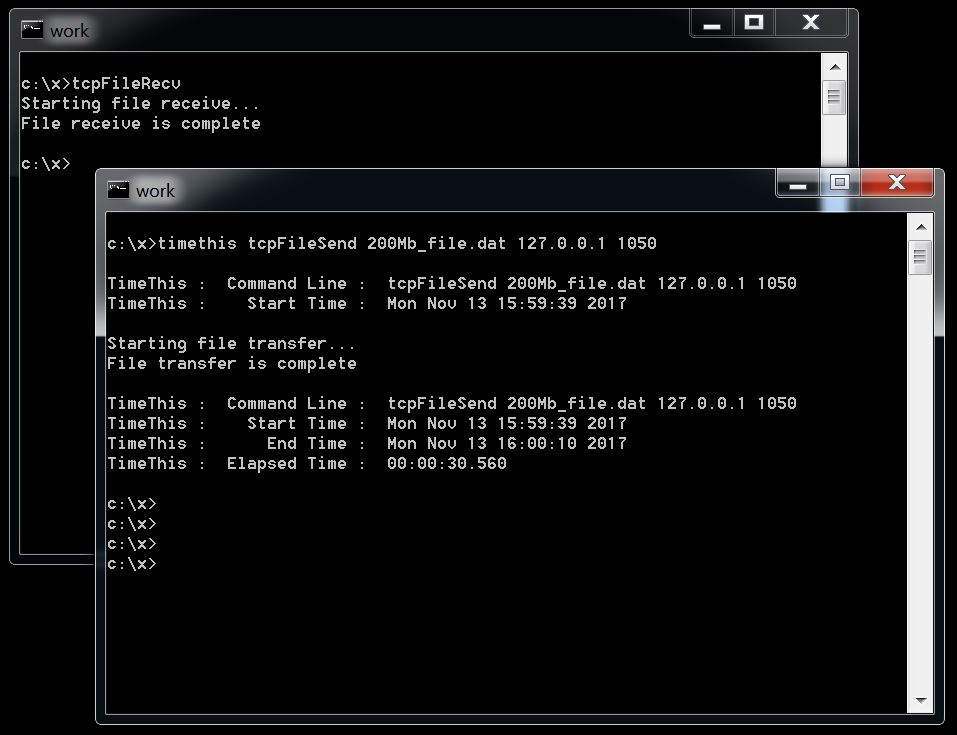 work
c:\x>tcpFileRecv
Starting file receive...
File receive is complete
c:\x>
work
c:\x>timethis tcpFileSend 200Mb_file.dat 127.0.0.1 1050
TimeThis :  Command Line :  tcpFileSend 200Mb_file.dat 127.0.0.1 1050
TimeThis :    Start Time :  Mon Nov 13 15:59:39 2017
Starting file transfer...
File transfer is complete
TimeThis :  Command Line :  tcpFileSend 200Mb_file.dat 127.0.0.1 1050
TimeThis :    Start Time :  Mon Nov 13 15:59:39 2017
TimeThis :      End Time :  Mon Nov 13 16:00:10 2017
TimeThis :  Elapsed Time :  00:00:30.560
c:\x>
c:\x>
c:\x>
c:\x>